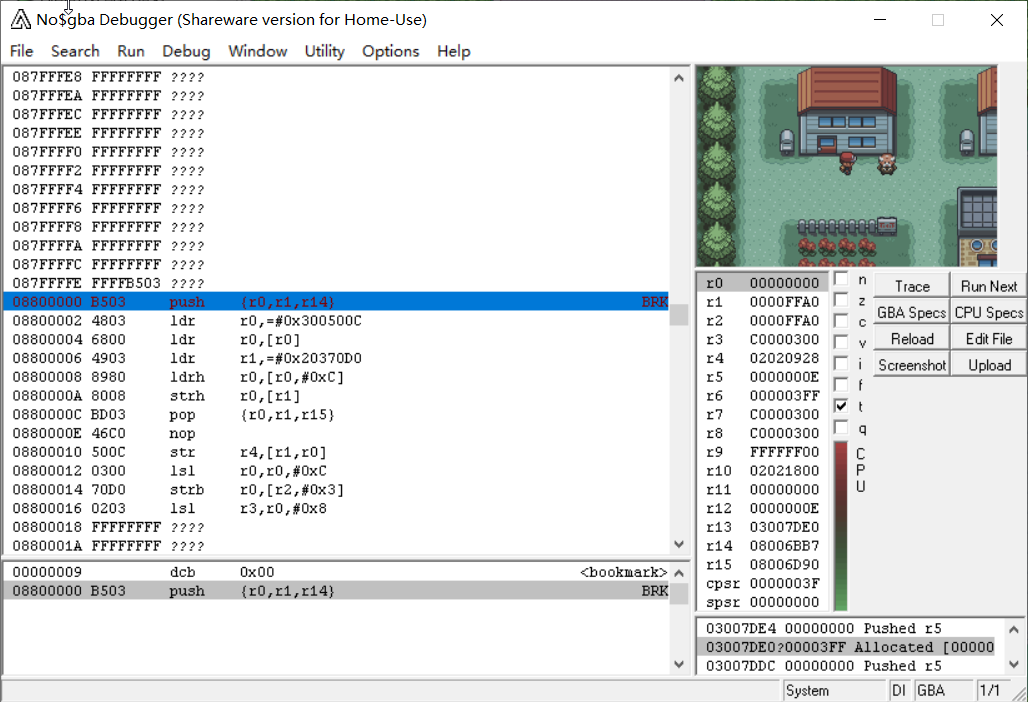 No$gba Debugger (Shareware version for Home-Use)
File Search Run Debug Window Utility Options Help
087FFFE8 FFFFFFFF ????
087FFFEA FFFFFFFF ????
087FFFEC FFFFFFFF ????
087FFFEE FFFFFFFF ????
087FFFF0 FFFFFFFF ????
087FFFF2 FFFFFFFF ????
087FFFF4 FFFFFFFF ????
087FFFF6 FFFFFFFF ????
087FFFF8 FFFFFFFF ????
087FFFFA FFFFFFFF ????
087FFFFC FFFFFFFF ????
087FFFFE FFFFB503 ????
08800000 B503 push {r0,r1,r14} BRK
08800002 4803 ldr r0,=#0x300500C
08800004 6800 ldr r0,[r0]
08800006 4903 ldr r1,=#0x20370D0
08800008 8980 ldrh r0,[r0,#0xC]
0880000A 8008 strh r0,[r1]
0880000C BD03 pop {r0,r1,r15}
0880000E 46C0 nop
08800010 500C str r4,[r1,r0]
08800012 0300 lsl r0,r0,#0xC
08800014 70D0 strb r0,[r2,#0x3]
08800016 0203 lsl r3,r0,#0x8
08800018 FFFFFFFF ????
0880001A FFFFFFFF ????
00000009 dcb 0x00 <bookmark>
08800000 B503 push {r0,r1,r14} BRK
r0 00000000
r1 0000FFA0
r2 0000FFA0
r3 C0000300
r4 02020928
r5 0000000E
r6 000003FF
r7 C0000300
r8 C0000300
r9 FFFFFF00
r10 02021800
r11 00000000
r12 0000000E
r13 03007DE0
r14 08006BB7
r15 08006D90
cpsr 0000003F
spsr 00000000
n
z
c
v
i
f
t
q
C
P
U
Trace Run Next
GBA Specs CPU Specs
Reload Edit File
Screenshot Upload
03007DE4 00000000 Pushed r5
03007DE0?00003FF Allocated [00000
03007DDC 00000000 Pushed r5
System DI GBA 1/1